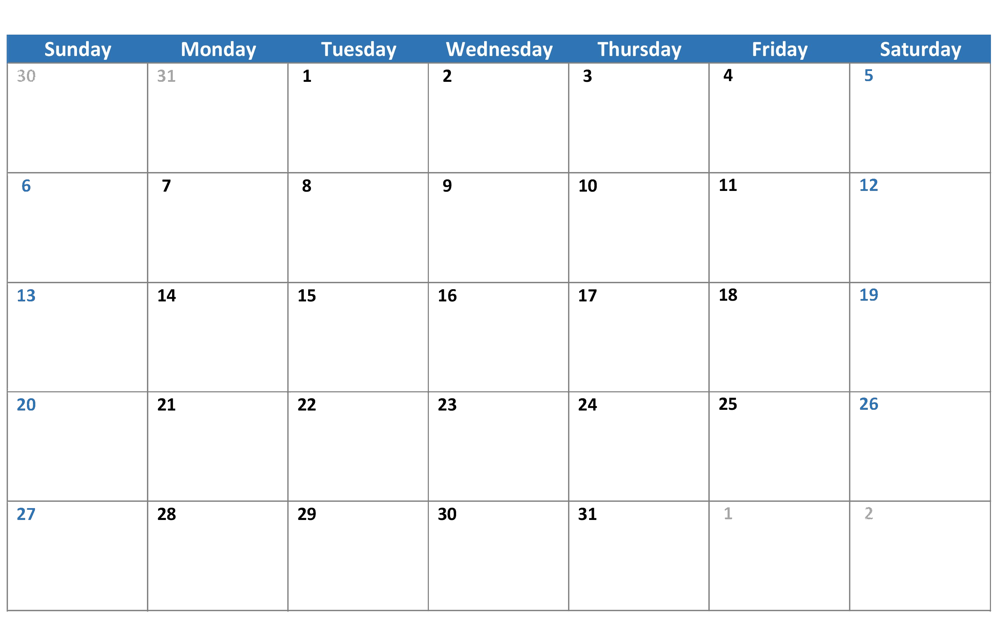 Sunday Monday Tuesday Wednesday Thursday Friday Saturday
30 31 1 2 3 4 5
6 7 8 9 10 11 12
13 14 15 16 17 18 19
20 21 22 23 24 25 26
27 28 29 30 31 1 2